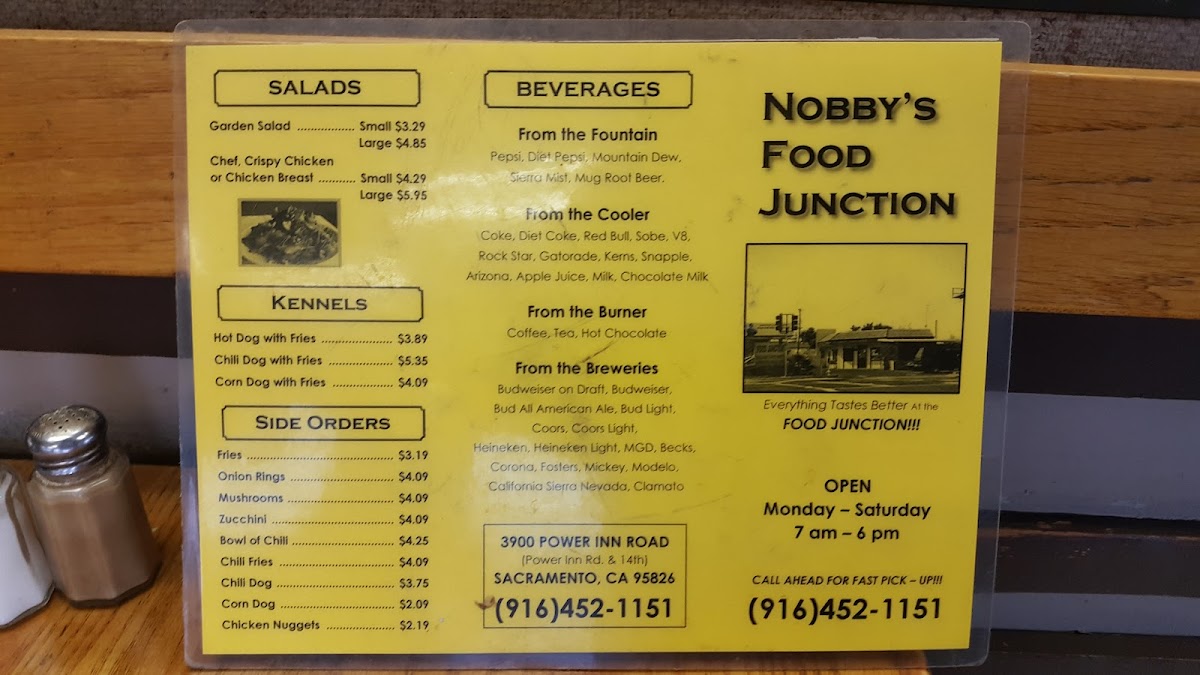 SALADS
Garden Salad .................. Small $3.29
Large $4.85
Chef, Crispy Chicken
or Chicken Breast ........... Small $4.29
Large $5.95
KENNELS
Hot Dog with Fries ...................... $3.89
Chili Dog with Fries ..................... $5.35
Corn Dog with Fries ................... $4.09
SIDE ORDERS
Fries ............................................. $3.19
Onion Rings ................................. $4.09
Mushrooms ................................. $4.09
Zucchini ...................................... $4.09
Bowl of Chili ................................ $4.25
Chili Fries ..................................... $4.09
Chili Dog ..................................... $3.75
Corn Dog ................................... $2.09
Chicken Nuggets ..................... $2.19
BEVERAGES
From the Fountain
Pepsi, Diet Pepsi, Mountain Dew,
Sierra Mist, Mug Root Beer.
From the Cooler
Coke, Diet Coke, Red Bull, Sobe, V8,
Rock Star, Gatorade, Kerns, Snapple,
Arizona, Apple Juice, Milk, Chocolate Milk
From the Burner
Coffee, Tea, Hot Chocolate
From the Breweries
Budweiser on Draft, Budweiser,
Bud All American Ale, Bud Light,
Coors, Coors Light,
Heineken, Heineken Light, MGD, Becks,
Corona, Fosters, Mickey, Modelo,
California Sierra Nevada, Clamato
3900 POWER INN ROAD
(Power Inn Rd. & 14th)
SACRAMENTO, CA 95826
(916)452-1151
NOBBY'S
FOOD
JUNCTION
Everything Tastes Better At the
FOOD JUNCTION!!!
OPEN
Monday – Saturday
7 am – 6 pm
CALL AHEAD FOR FAST PICK – UP!!!
(916)452-1151